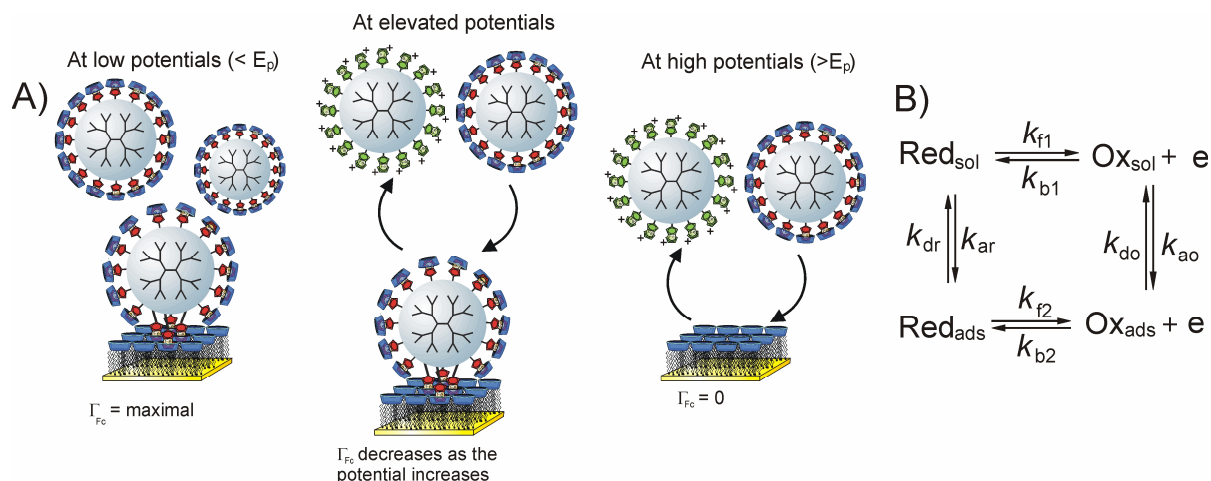 At elevated potentials
At low potentials (< Ep)
At high potentials (>Ep)
A)
B)
Redsol
kf1
kb1
Oxsol + e
kdr
kar
kdo
kao
Redads
kf2
kb2
Oxads + e
ΓFc = maximal
ΓFc decreases as the
potential increases
ΓFc = 0
+ + + + + + + + + + + + + + + +
+ + + + + + + + + + + + + + + +